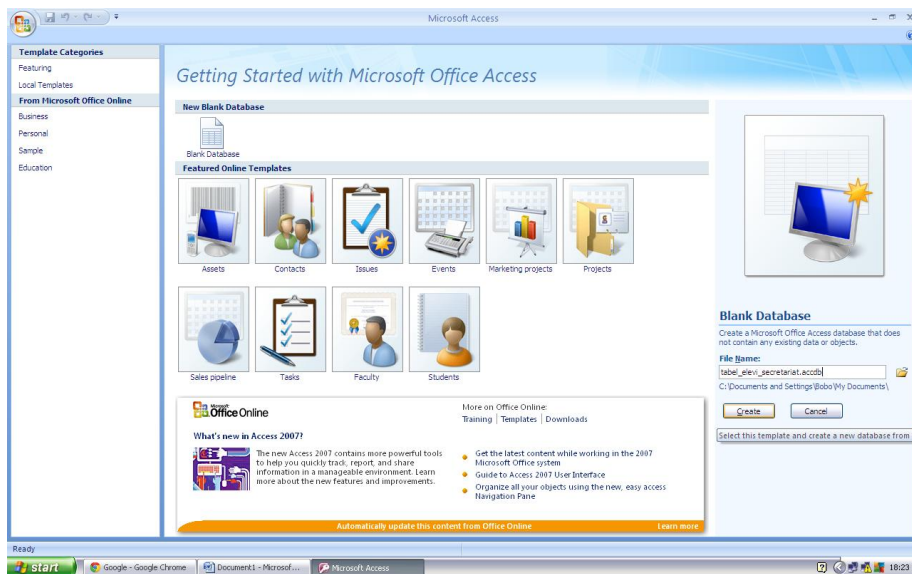 Microsoft Access
Template Categories
Featuring
Local Templates
From Microsoft Office Online
Business
Personal
Sample
Education
Getting Started with Microsoft Office Access
New Blank Database
Blank Database
Featured Online Templates
Assets
Contacts
Issues
Events
Marketing projects
Projects
Sales pipeline
Tasks
Faculty
Students
Microsoft
Office Online
What's new in Access 2007?
The new Access 2007 contains more powerful tools
to help you quickly track, report, and share
information in a manageable environment. Learn
more about the new features and improvements.
More on Office Online:
Training | Templates | Downloads
Get the latest content while working in the 2007
Microsoft Office system
Guide to Access 2007 User Interface
Organize all your objects using the new, easy access
Navigation Pane
Automatically update this content from Office Online
Learn more
Blank Database
Create a Microsoft Office Access database that does
not contain any existing data or objects.
File Name:
tabel_elevi_secretariat.accdb
C:\Documents and Settings\Bobo\My Documents\
Create
Cancel
Select this template and create a new database from
Ready
start
Google - Google Chrome
Document1 - Microsof...
Microsoft Access
18:23